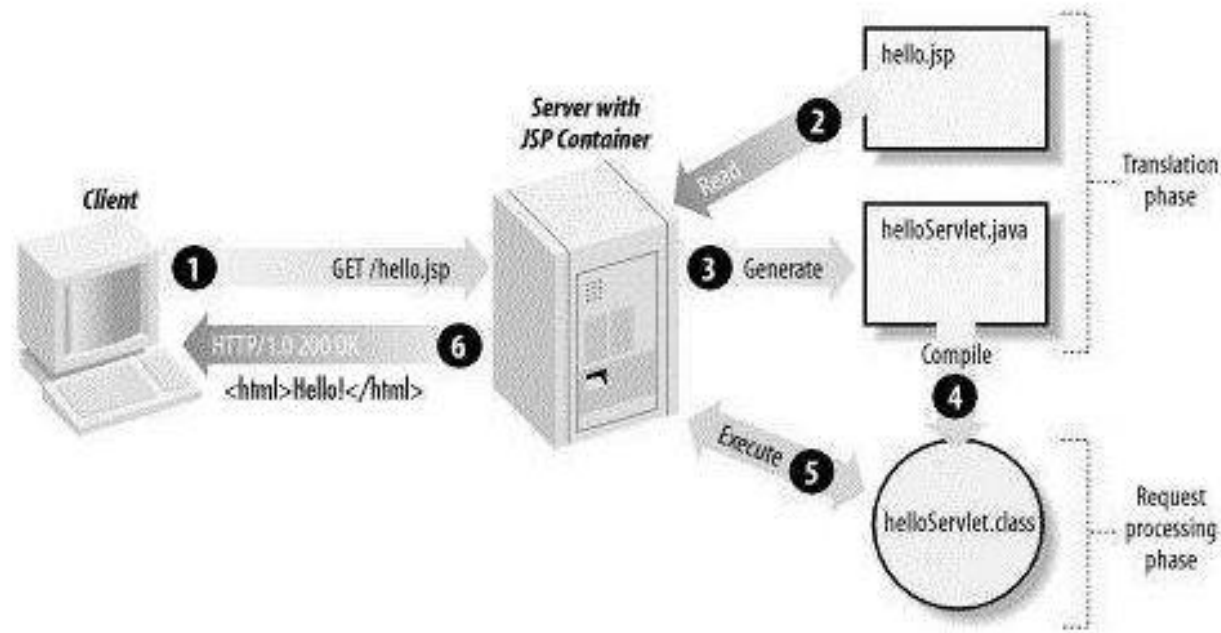 hello.jsp
Server with
JSP Container
2
Read
Translation
phase
Client
helloServlet.java
1
GET /hello.jsp
3
Generate
HTTP/1.0 200 OK
6
<html>Hello!</html>
Compile
4
Execute
5
helloServlet.class
Request
processing
phase